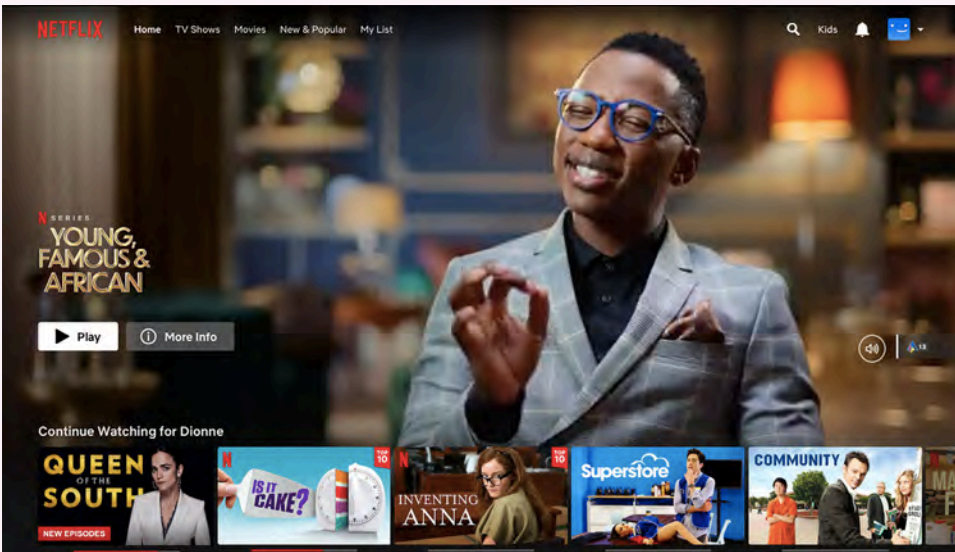 NETFLIX
Home TV Shows Movies New & Popular My List
Kids
N SERIES
YOUNG,
FAMOUS &
AFRICAN
Play
More Info
13
Continue Watching for Dionne
QUEEN
OF THE
SOUTH
NEW EPISODES
N
IS IT
CAKE?
TOP
10
N
INVENTING
ANNA
TOP
10
Superstore
COMMUNITY
N